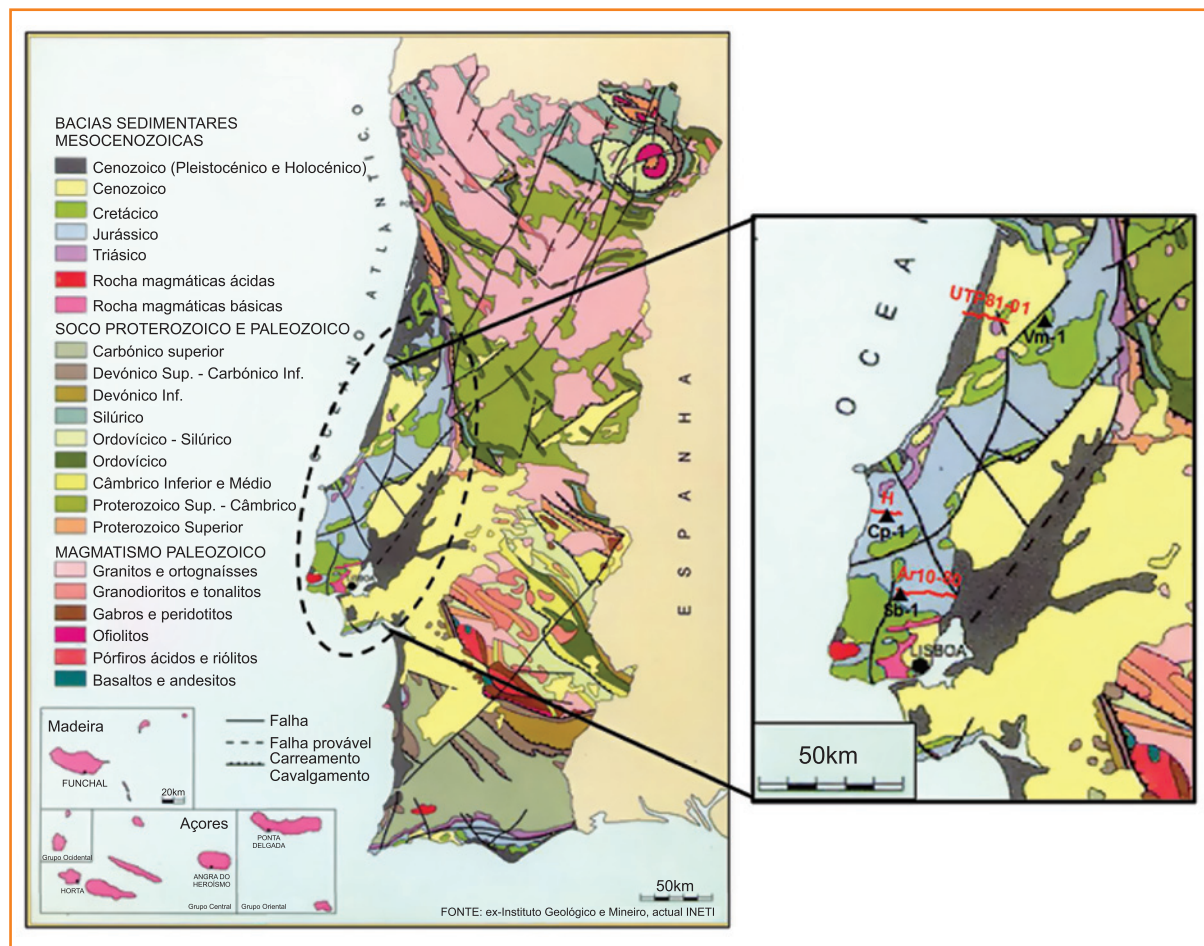 BACIAS SEDIMENTARES
MESOCENOZOICAS
Cenozoico (Pleistocénico e Holocénico)
Cenozoico
Cretácico
Jurássico
Triásico
Rocha magmáticas ácidas
Rocha magmáticas básicas
SOCO PROTEROZOICO E PALEOZOICO
Carbónico superior
Devónico Sup. - Carbónico Inf.
Devónico Inf.
Silúrico
Ordovícico - Silúrico
Ordovícico
Câmbrico Inferior e Médio
Proterozoico Sup. - Câmbrico
Proterozoico Superior
MAGMATISMO PALEOZOICO
Granitos e ortognaísses
Granodioritos e tonalitos
Gabros e peridotitos
Ofiolitos
Pórfiros ácidos e riólitos
Basaltos e andesitos
Falha
Falha provável
Carreamento
Cavalgamento
Madeira
FUNCHAL
20km
Açores
Grupo Ocidental
HORTA
ANGRA DO
HEROÍSMO
Grupo Central
PONTA
DELGADA
Grupo Oriental
OCEANO ATLÂNTICO
ESPANHA
50km
FONTE: ex-Instituto Geológico e Mineiro, actual INETI
OCEA
UTP81-01
Vm-1
H
Cp-1
Ar10-80
Sb-1
LISBOA
50km